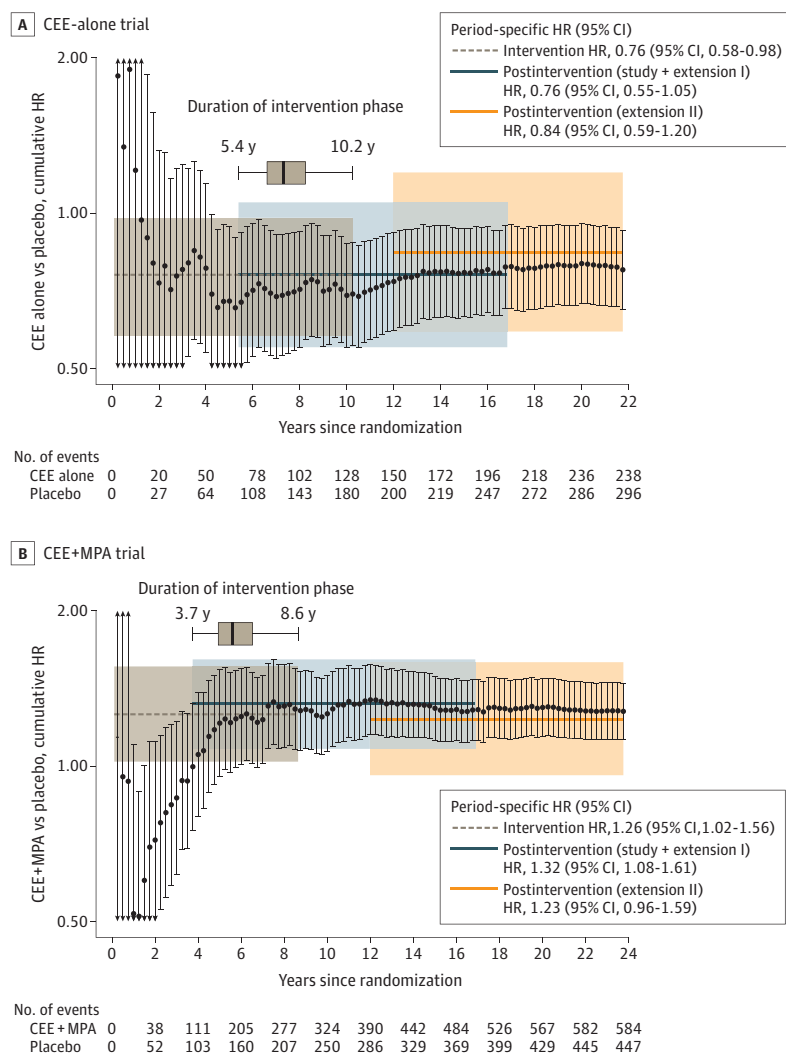 A CEE-alone trial
Period-specific HR (95% CI)
Intervention HR, 0.76 (95% CI, 0.58-0.98)
Postintervention (study + extension I)
HR, 0.76 (95% CI, 0.55-1.05)
Postintervention (extension II)
HR, 0.84 (95% CI, 0.59-1.20)
2.00
1.00
0.50
CEE alone vs placebo, cumulative HR
Duration of intervention phase
5.4 y 10.2 y
0 2 4 6 8 10 12 14 16 18 20 22
Years since randomization
No. of events
CEE alone 0 20 50 78 102 128 150 172 196 218 236 238
Placebo 0 27 64 108 143 180 200 219 247 272 286 296
B CEE+MPA trial
Duration of intervention phase
3.7 y 8.6 y
2.00
1.00
0.50
CEE+MPA vs placebo, cumulative HR
Period-specific HR (95% CI)
Intervention HR,1.26 (95% CI,1.02-1.56)
Postintervention (study + extension I)
HR, 1.32 (95% CI, 1.08-1.61)
Postintervention (extension II)
HR, 1.23 (95% CI, 0.96-1.59)
0 2 4 6 8 10 12 14 16 18 20 22 24
Years since randomization
No. of events
CEE + MPA 0 38 111 205 277 324 390 442 484 526 567 582 584
Placebo 0 52 103 160 207 250 286 329 369 399 429 445 447